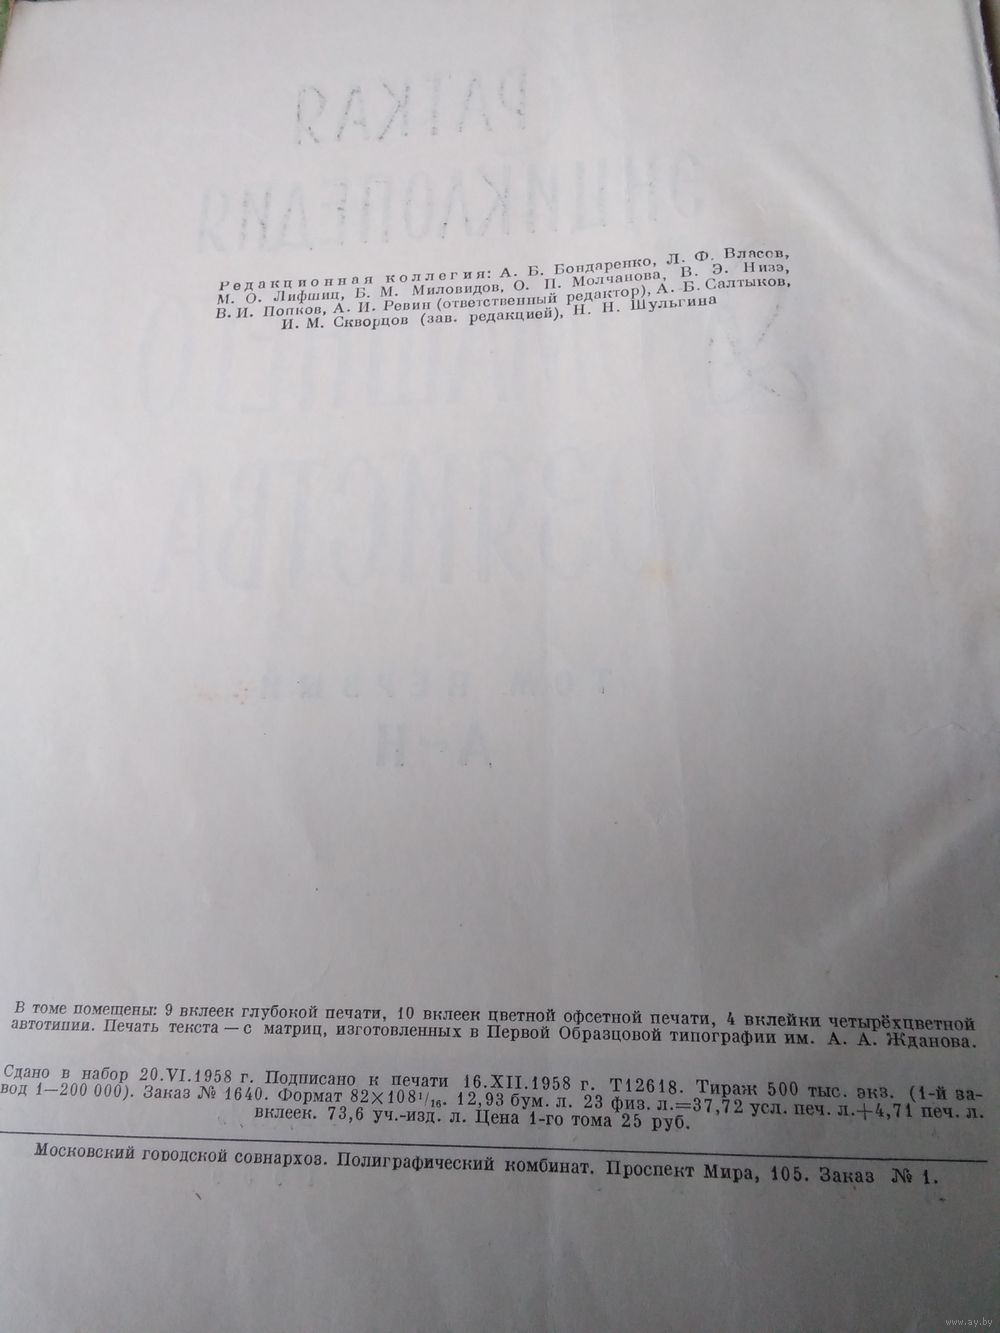 Редакционная коллегия: А. Б. Бондаренко, Л. Ф. Власов,
М. О. Лифшиц, Б. М. Миловидов, О. П. Молчанова, В. Э. Низэ,
В. И. Попков, А. И. Ревин (ответственный редактор), А. Б. Салтыков,
И. М. Скворцов (зав. редакцией), Н. Н. Шульгина
В томе помещены: 9 вклеек глубокой печати, 10 вклеек цветной офсетной печати, 4 вклейки четырёхцветной
автотипии. Печать текста — с матриц, изготовленных в Первой Образцовой типографии им. А. А. Жданова.
Сдано в набор 20.VI.1958 г. Подписано к печати 16.XII.1958 г. Т12618. Тираж 500 тыс. экз. (1-й за-
вод 1—200 000). Заказ № 1640. Формат 82×108¹/₁₆. 12,93 бум. л. 23 физ. л.=37,72 усл. печ. л.+4,71 печ. л.
вклеек. 73,6 уч.-изд. л. Цена 1-го тома 25 руб.
Московский городской совнархоз. Полиграфический комбинат. Проспект Мира, 105. Заказ № 1.
www.ay.by